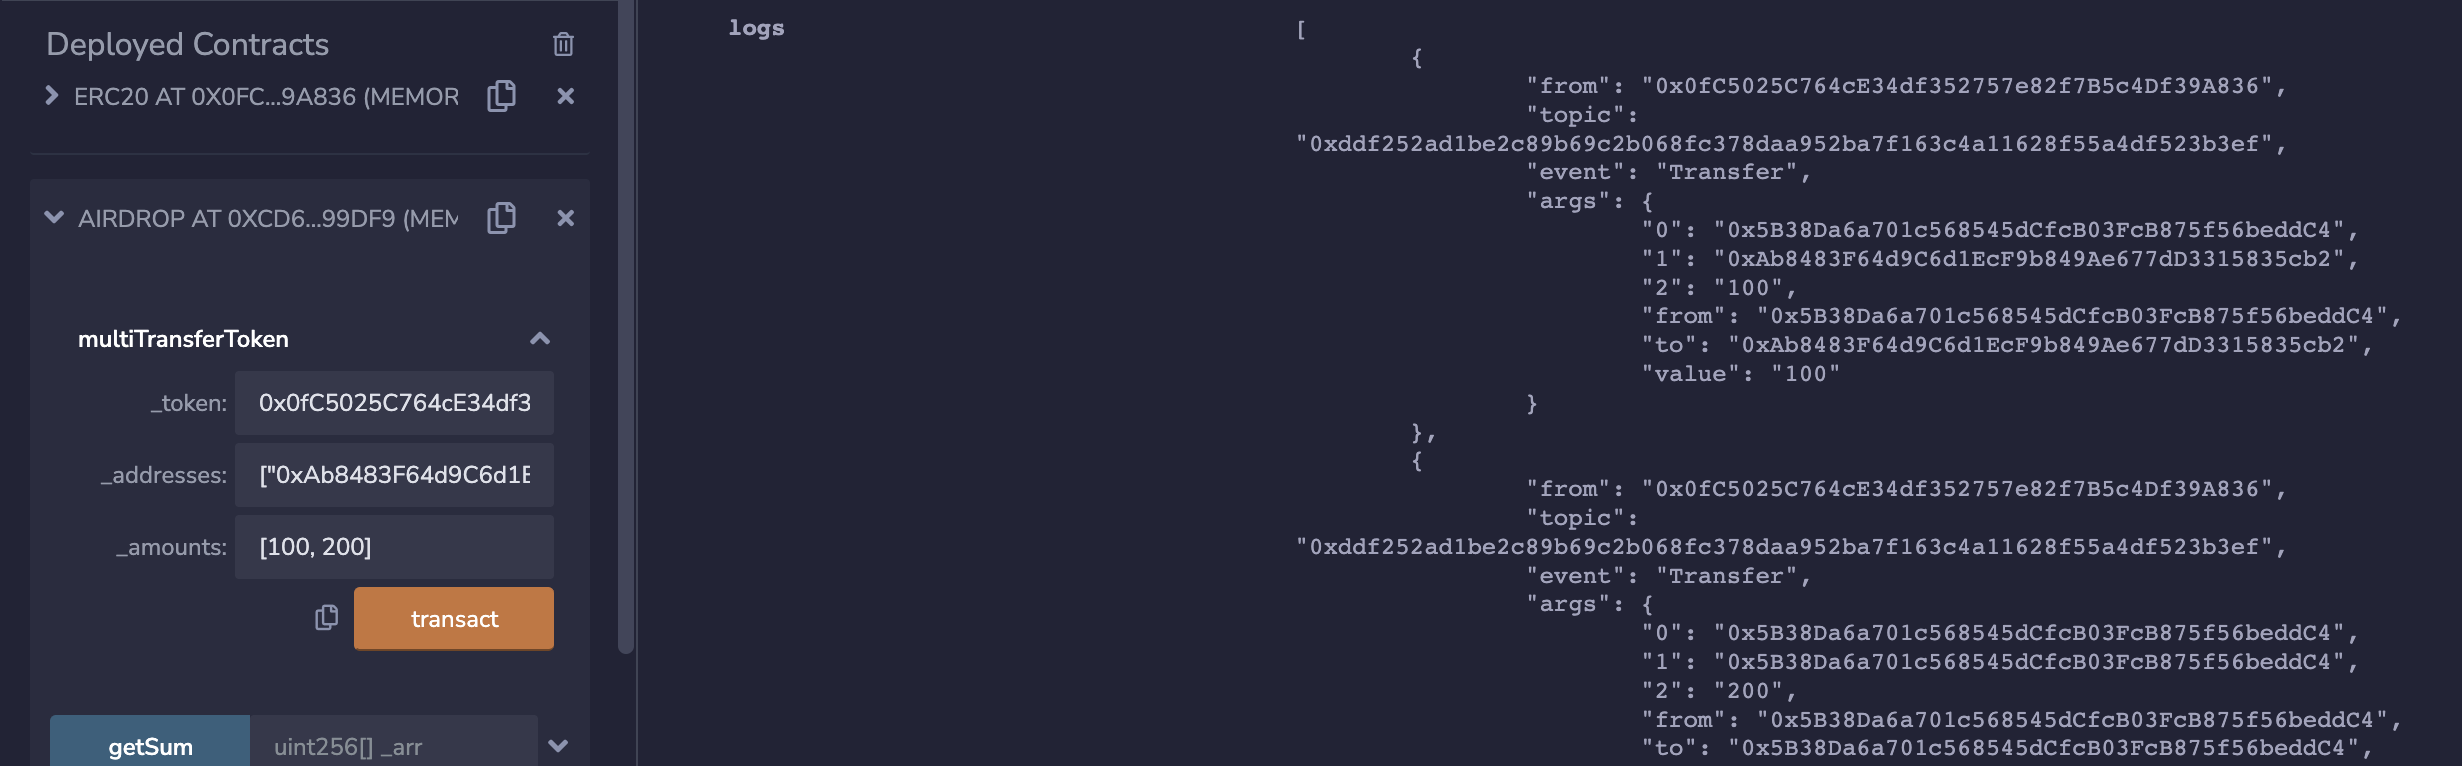 Deployed Contracts
ERC20 AT 0X0FC...9A836 (MEMOR
AIRDROP AT 0XCD6...99DF9 (MEM
multiTransferToken
_token: 0x0fC5025C764cE34df3
_addresses: ["0xAb8483F64d9C6d1E
_amounts: [100, 200]
transact
getSum uint256[] _arr
logs [
{
"from": "0x0fC5025C764cE34df352757e82f7B5c4Df39A836",
"topic":
"0xddf252ad1be2c89b69c2b068fc378daa952ba7f163c4a11628f55a4df523b3ef",
"event": "Transfer",
"args": {
"0": "0x5B38Da6a701c568545dCfcB03FcB875f56beddC4",
"1": "0xAb8483F64d9C6d1EcF9b849Ae677dD3315835cb2",
"2": "100",
"from": "0x5B38Da6a701c568545dCfcB03FcB875f56beddC4",
"to": "0xAb8483F64d9C6d1EcF9b849Ae677dD3315835cb2",
"value": "100"
}
},
{
"from": "0x0fC5025C764cE34df352757e82f7B5c4Df39A836",
"topic":
"0xddf252ad1be2c89b69c2b068fc378daa952ba7f163c4a11628f55a4df523b3ef",
"event": "Transfer",
"args": {
"0": "0x5B38Da6a701c568545dCfcB03FcB875f56beddC4",
"1": "0x5B38Da6a701c568545dCfcB03FcB875f56beddC4",
"2": "200",
"from": "0x5B38Da6a701c568545dCfcB03FcB875f56beddC4",
"to": "0x5B38Da6a701c568545dCfcB03FcB875f56beddC4",